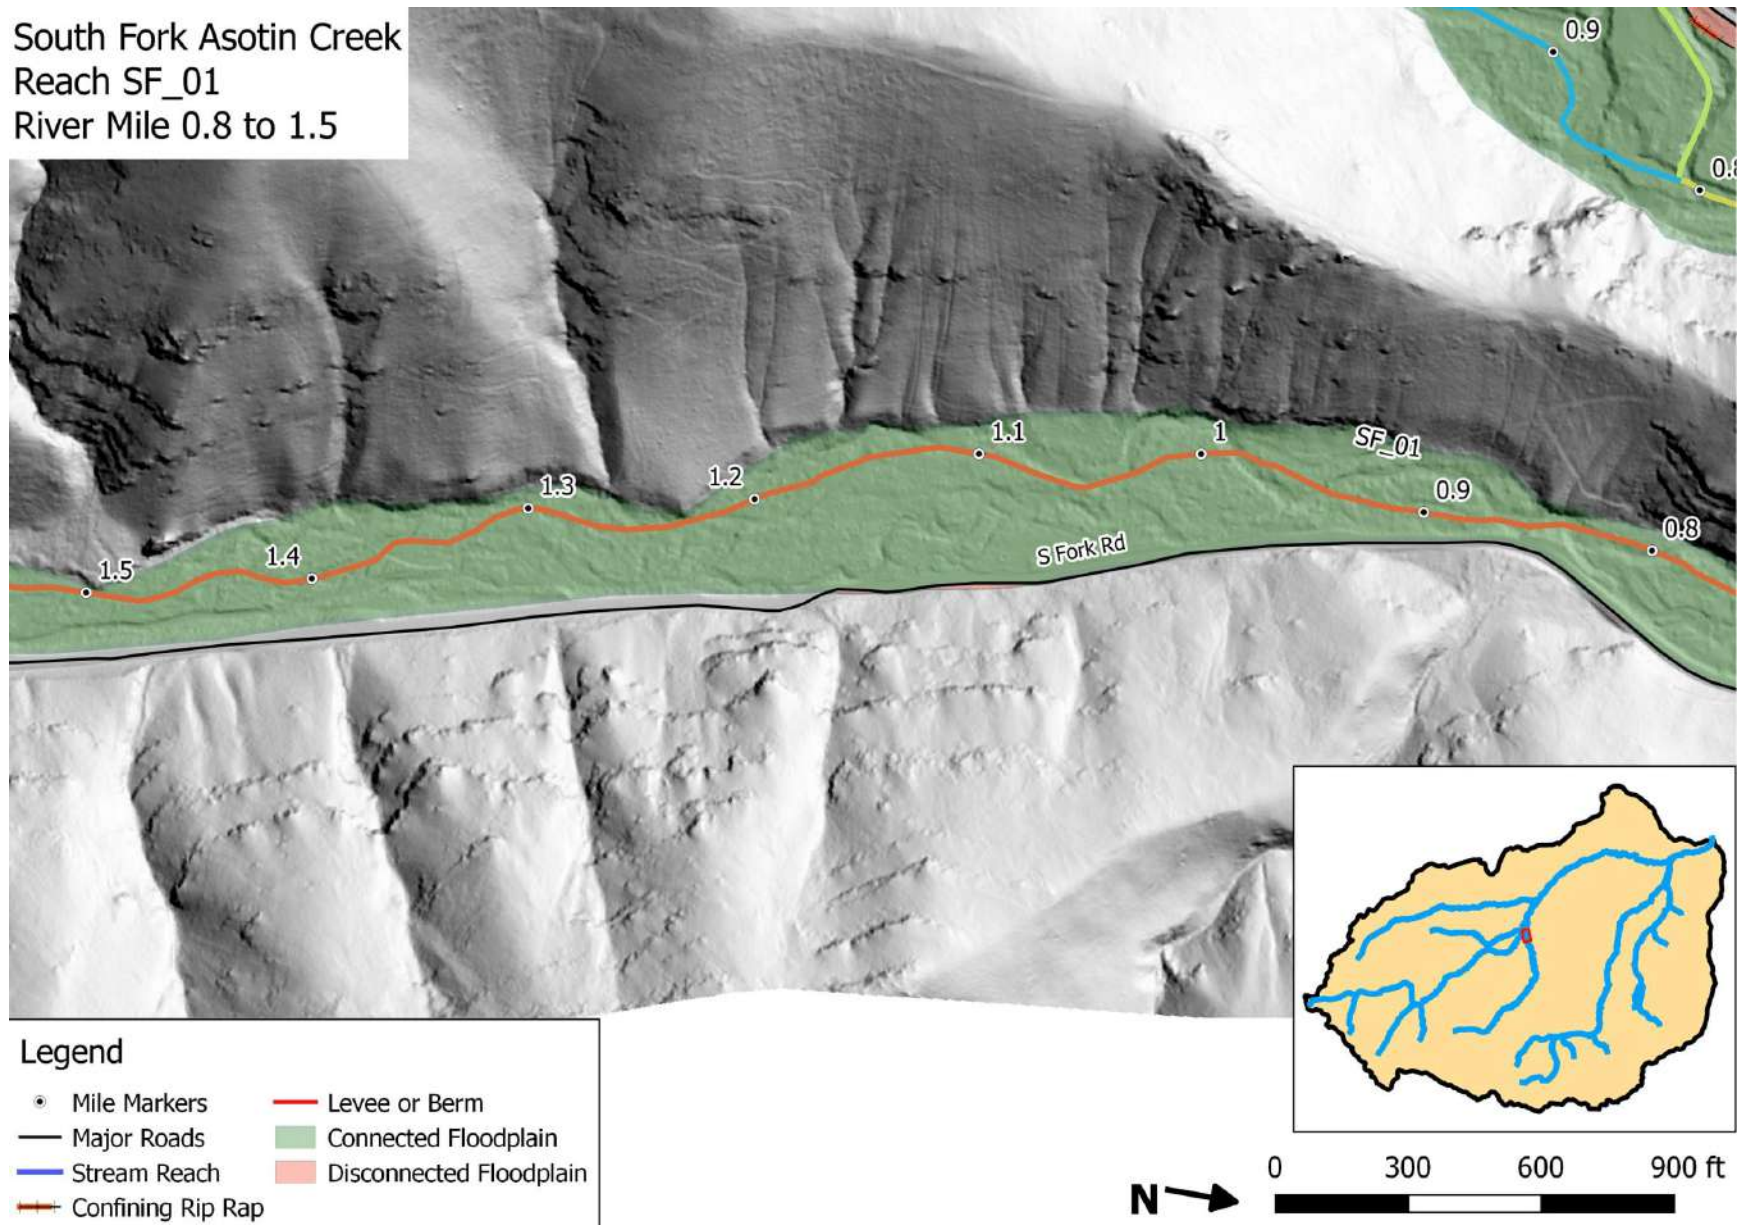 South Fork Asotin Creek
Reach SF_01
River Mile 0.8 to 1.5
0.9
1.1
1
SF_01
1.2
1.3
0.9
0.8
S Fork Rd
1.4
1.5
Legend
Mile Markers
Major Roads
Stream Reach
Confining Rip Rap
Levee or Berm
Connected Floodplain
Disconnected Floodplain
N
0 300 600 900 ft